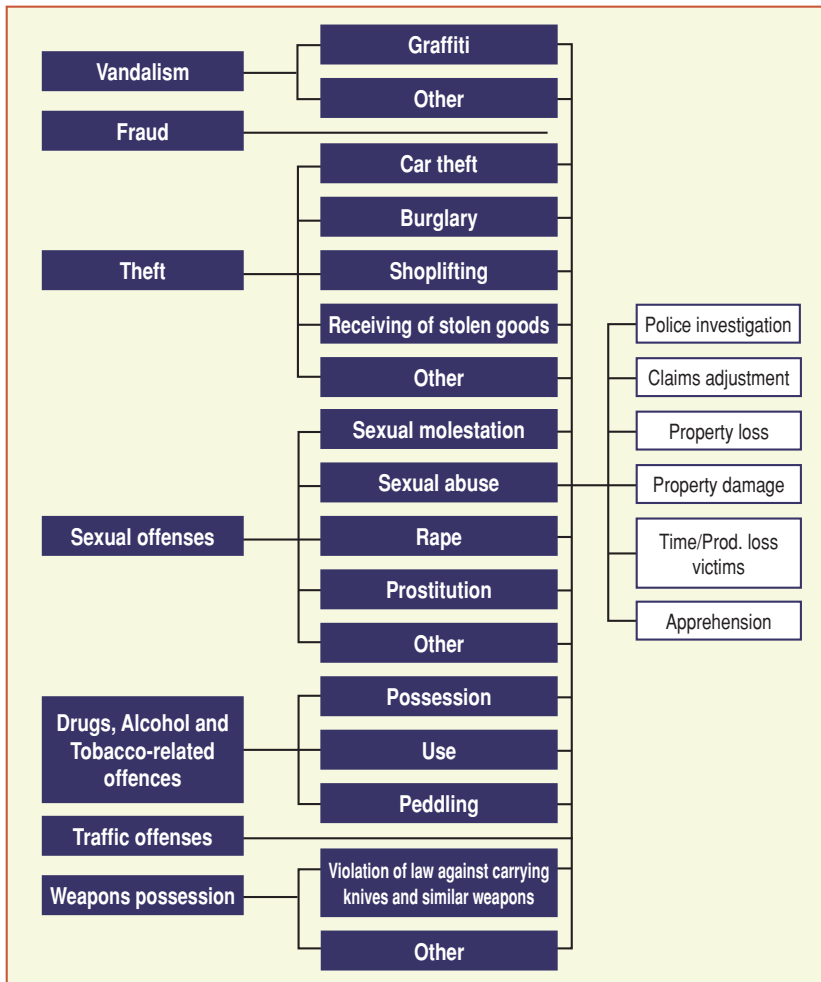 Graffiti
Vandalism
Other
Fraud
Car theft
Burglary
Theft
Shoplifting
Receiving of stolen goods
Other
Sexual molestation
Sexual abuse
Sexual offenses
Rape
Prostitution
Other
Possession
Drugs, Alcohol and
Tobacco-related
offences
Use
Peddling
Traffic offenses
Weapons possession
Violation of law against carrying
knives and similar weapons
Other
Police investigation
Claims adjustment
Property loss
Property damage
Time/Prod. loss
victims
Apprehension